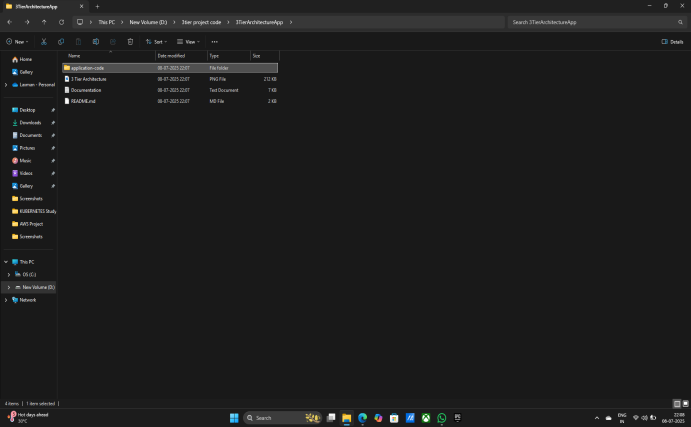 3TierArchitectureApp
This PC > New Volume (D:) > 3tier project code > 3TierArchitectureApp >
Search 3TierArchitectureApp
New
Sort
View
Details
Name
Date modified
Type
Size
application-code 08-07-2025 22:07 File folder
3 Tier Architecture 08-07-2025 22:07 PNG File 212 KB
Documentation 08-07-2025 22:07 Text Document 7 KB
README.md 08-07-2025 22:07 MD File 2 KB
Home
Gallery
Laxman - Personal
Desktop
Downloads
Documents
Pictures
Music
Videos
Gallery
Screenshots
KUBERNETES Study
AWS Project
Screenshots
This PC
OS (C:)
New Volume (D:)
Network
4 items
1 item selected
Hot days ahead
30°C
Search
ENG
IN
22:08
08-07-2025